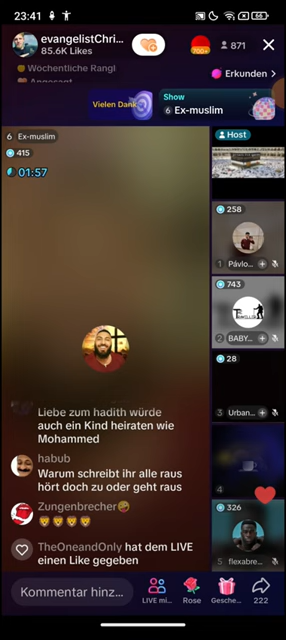 23:41
66
evangelistChri...
85.6K Likes
700+
871
Wöchentliche Rangl
Erkunden >
Vielen Dank
Show
6 Ex-muslim
6 Ex-muslim
415
01:57
Host
258
1 Pávlo...
743
2 BABY...
28
3 Urban...
4
326
5 flexabre...
Liebe zum hadith würde
auch ein Kind heiraten wie
Mohammed
habub
Warum schreibt ihr alle raus
hört doch zu oder geht raus
Zungenbrecher
TheOneandOnly hat dem LIVE
einen Like gegeben
Kommentar hinz...
LIVE mi...
Rose
Gesche...
222